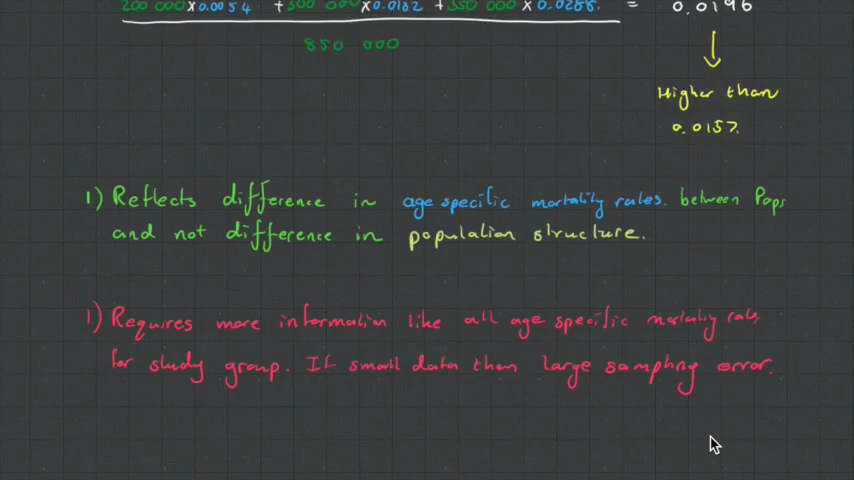 200 000 x 0.0054 + 300 000 x 0.0182 + 350 000 x 0.0288. = 0.0196
850 000
Higher than
0.0157.
1) Reflects difference in age specific mortality rates. between Pops
and not difference in population structure.
1) Requires more information like all age specific mortality rates
for study group. If small data then large sampling error.